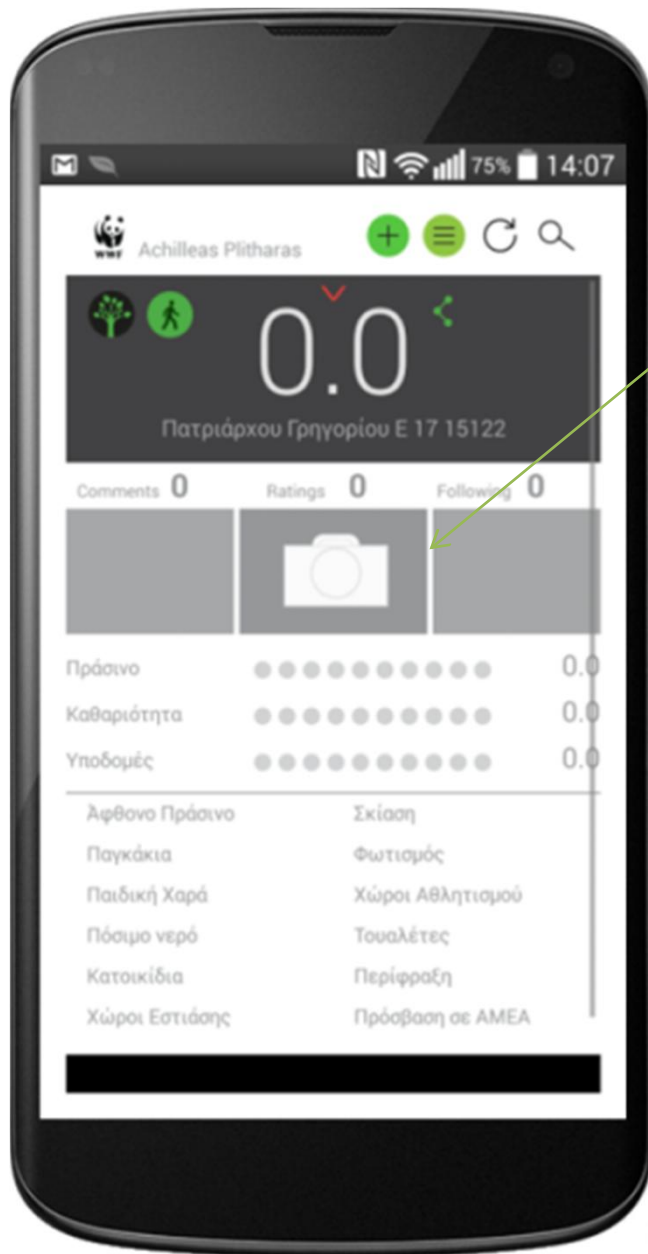 75% 14:07
WWF Achilleas Plitharas
0.0
Πατριάρχου Γρηγορίου Ε 17 15122
Comments 0 Ratings 0 Following 0
Πράσινο 0.0
Καθαριότητα 0.0
Υποδομές 0.0
Άφθονο Πράσινο Σκίαση
Παγκάκια Φωτισμός
Παιδική Χαρά Χώροι Αθλητισμού
Πόσιμο νερό Τουαλέτες
Κατοικίδια Περίφραξη
Χώροι Εστιάσης Πρόσβαση σε ΑΜΕΑ